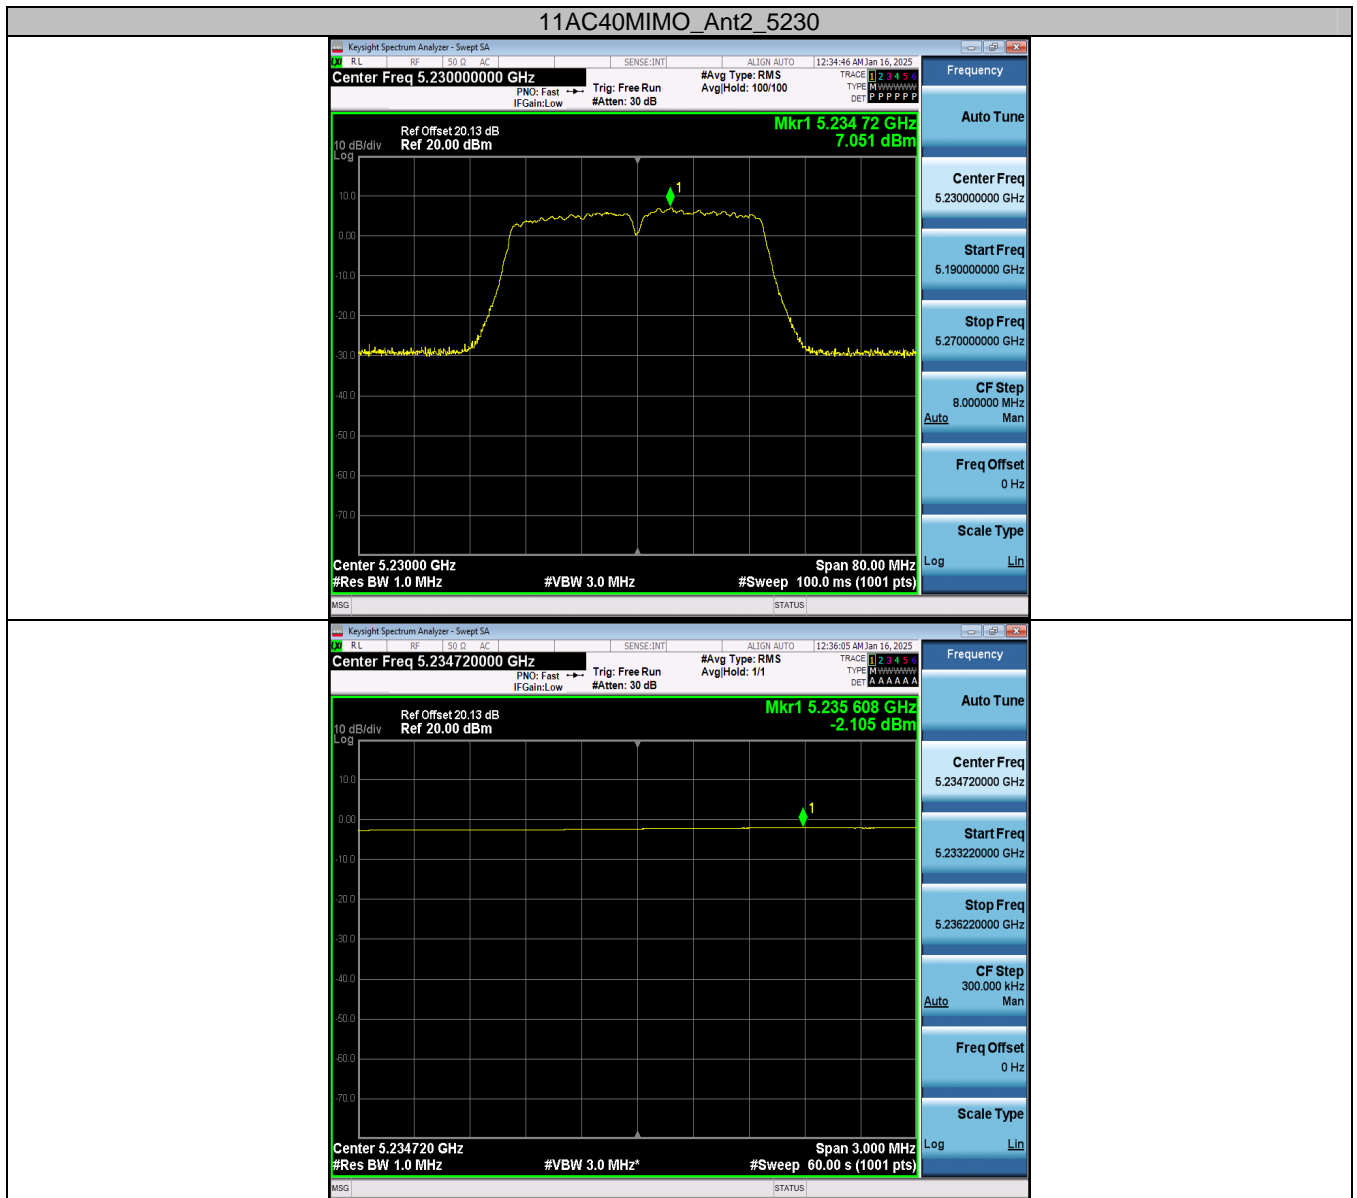 11AC40MIMO_Ant2_5230
Keysight Spectrum Analyzer - Swept SA
LXI RL RF 50 Ω AC SENSE:INT ALIGN AUTO 12:34:46 AM Jan 16, 2025
Center Freq 5.230000000 GHz
PNO: Fast
IFGain:Low
Trig: Free Run
#Atten: 30 dB
#Avg Type: RMS
Avg|Hold: 100/100
TRACE 1 2 3 4 5 6
TYPE M W W W W W
DET P P P P P P
Frequency
Auto Tune
Center Freq
5.230000000 GHz
Start Freq
5.190000000 GHz
Stop Freq
5.270000000 GHz
CF Step
8.000000 MHz
Auto Man
Freq Offset
0 Hz
Scale Type
Log Lin
Mkr1 5.234 72 GHz
7.051 dBm
Ref Offset 20.13 dB
10 dB/div Ref 20.00 dBm
Log
1
10.0
0.00
-10.0
-20.0
-30.0
-40.0
-50.0
-60.0
-70.0
Center 5.23000 GHz Span 80.00 MHz
#Res BW 1.0 MHz #VBW 3.0 MHz #Sweep 100.0 ms (1001 pts)
MSG STATUS
Keysight Spectrum Analyzer - Swept SA
LXI RL RF 50 Ω AC SENSE:INT ALIGN AUTO 12:36:05 AM Jan 16, 2025
Center Freq 5.234720000 GHz
PNO: Fast
IFGain:Low
Trig: Free Run
#Atten: 30 dB
#Avg Type: RMS
Avg|Hold: 1/1
TRACE 1 2 3 4 5 6
TYPE M W W W W W
DET A A A A A A
Frequency
Auto Tune
Center Freq
5.234720000 GHz
Start Freq
5.233220000 GHz
Stop Freq
5.236220000 GHz
CF Step
300.000 kHz
Auto Man
Freq Offset
0 Hz
Scale Type
Log Lin
Mkr1 5.235 608 GHz
-2.105 dBm
Ref Offset 20.13 dB
10 dB/div Ref 20.00 dBm
Log
1
10.0
0.00
-10.0
-20.0
-30.0
-40.0
-50.0
-60.0
-70.0
Center 5.234720 GHz Span 3.000 MHz
#Res BW 1.0 MHz #VBW 3.0 MHz* #Sweep 60.00 s (1001 pts)
MSG STATUS